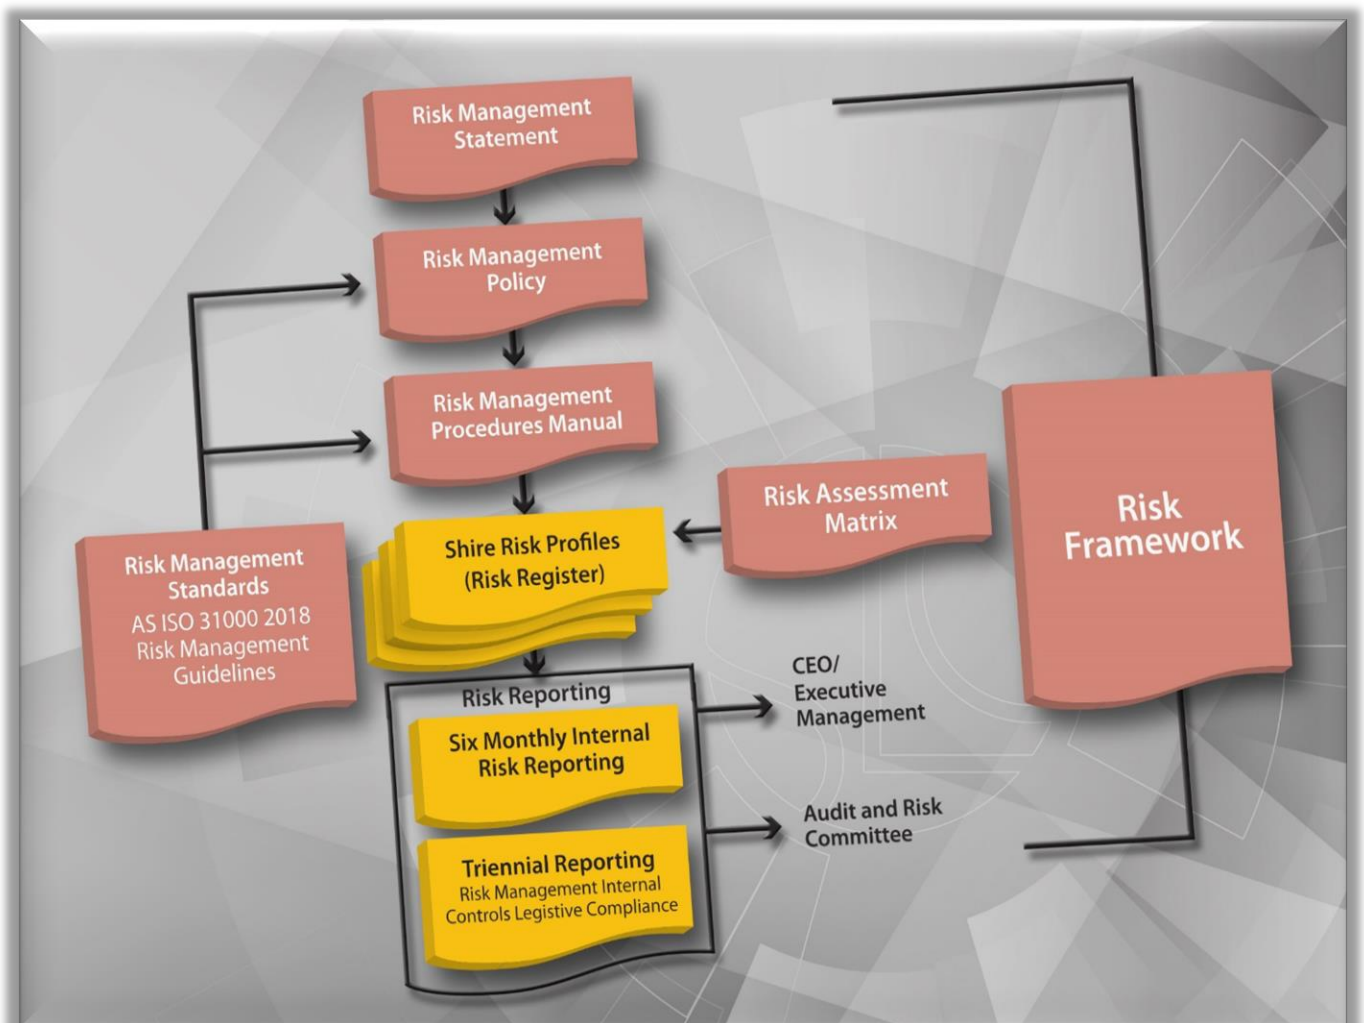 Risk Management
Statement
Risk Management
Policy
Risk Management
Procedures Manual
Risk Assessment
Matrix
Risk
Framework
Shire Risk Profiles
(Risk Register)
Risk Management
Standards
AS ISO 31000 2018
Risk Management
Guidelines
Risk Reporting
Six Monthly Internal
Risk Reporting
Triennial Reporting
Risk Management Internal
Controls Legistive Compliance
CEO/
Executive
Management
Audit and Risk
Committee